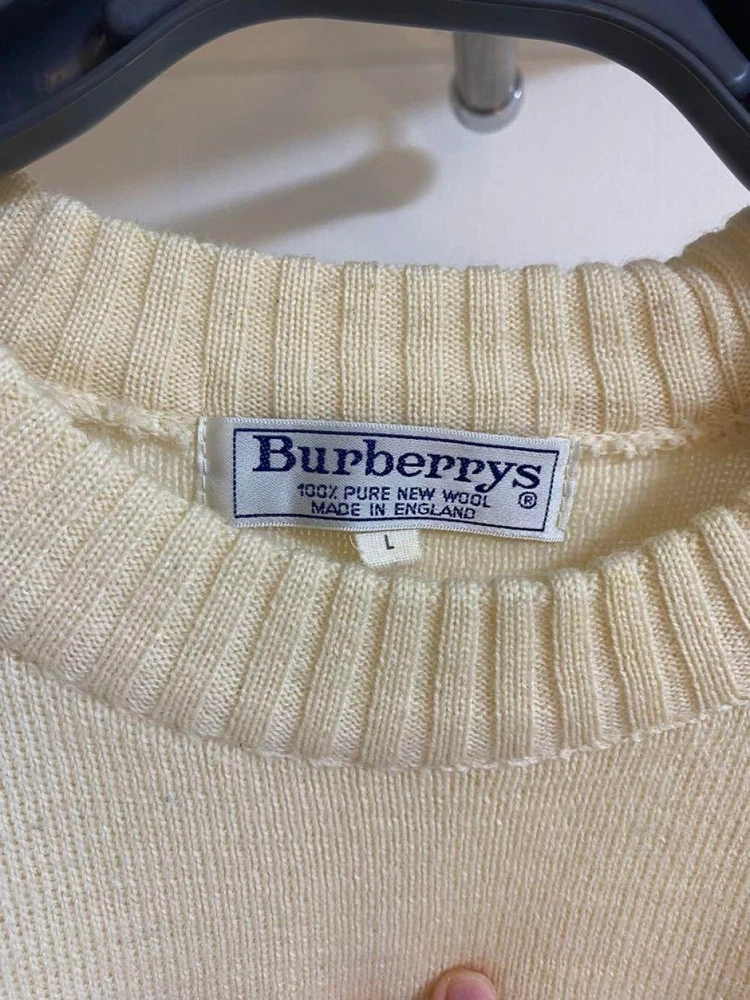 Burberrys
100% PURE NEW WOOL ®
MADE IN ENGLAND
L